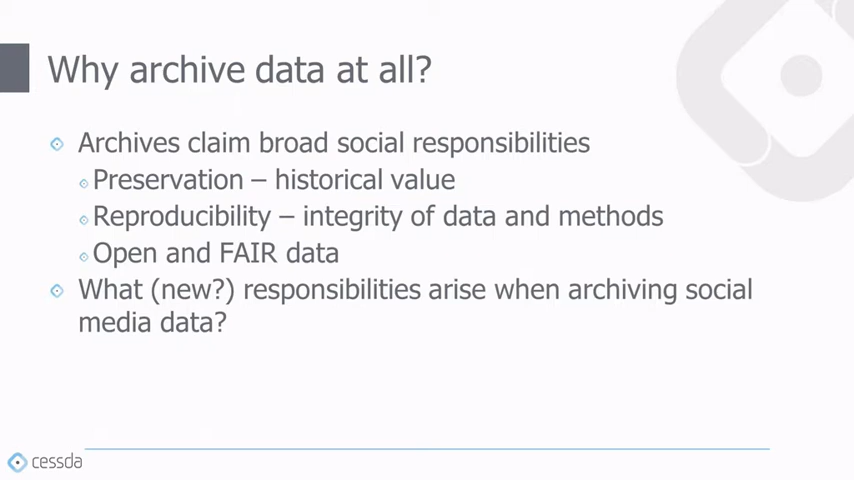 Why archive data at all?
Archives claim broad social responsibilities
Preservation – historical value
Reproducibility – integrity of data and methods
Open and FAIR data
What (new?) responsibilities arise when archiving social
media data?
cessda